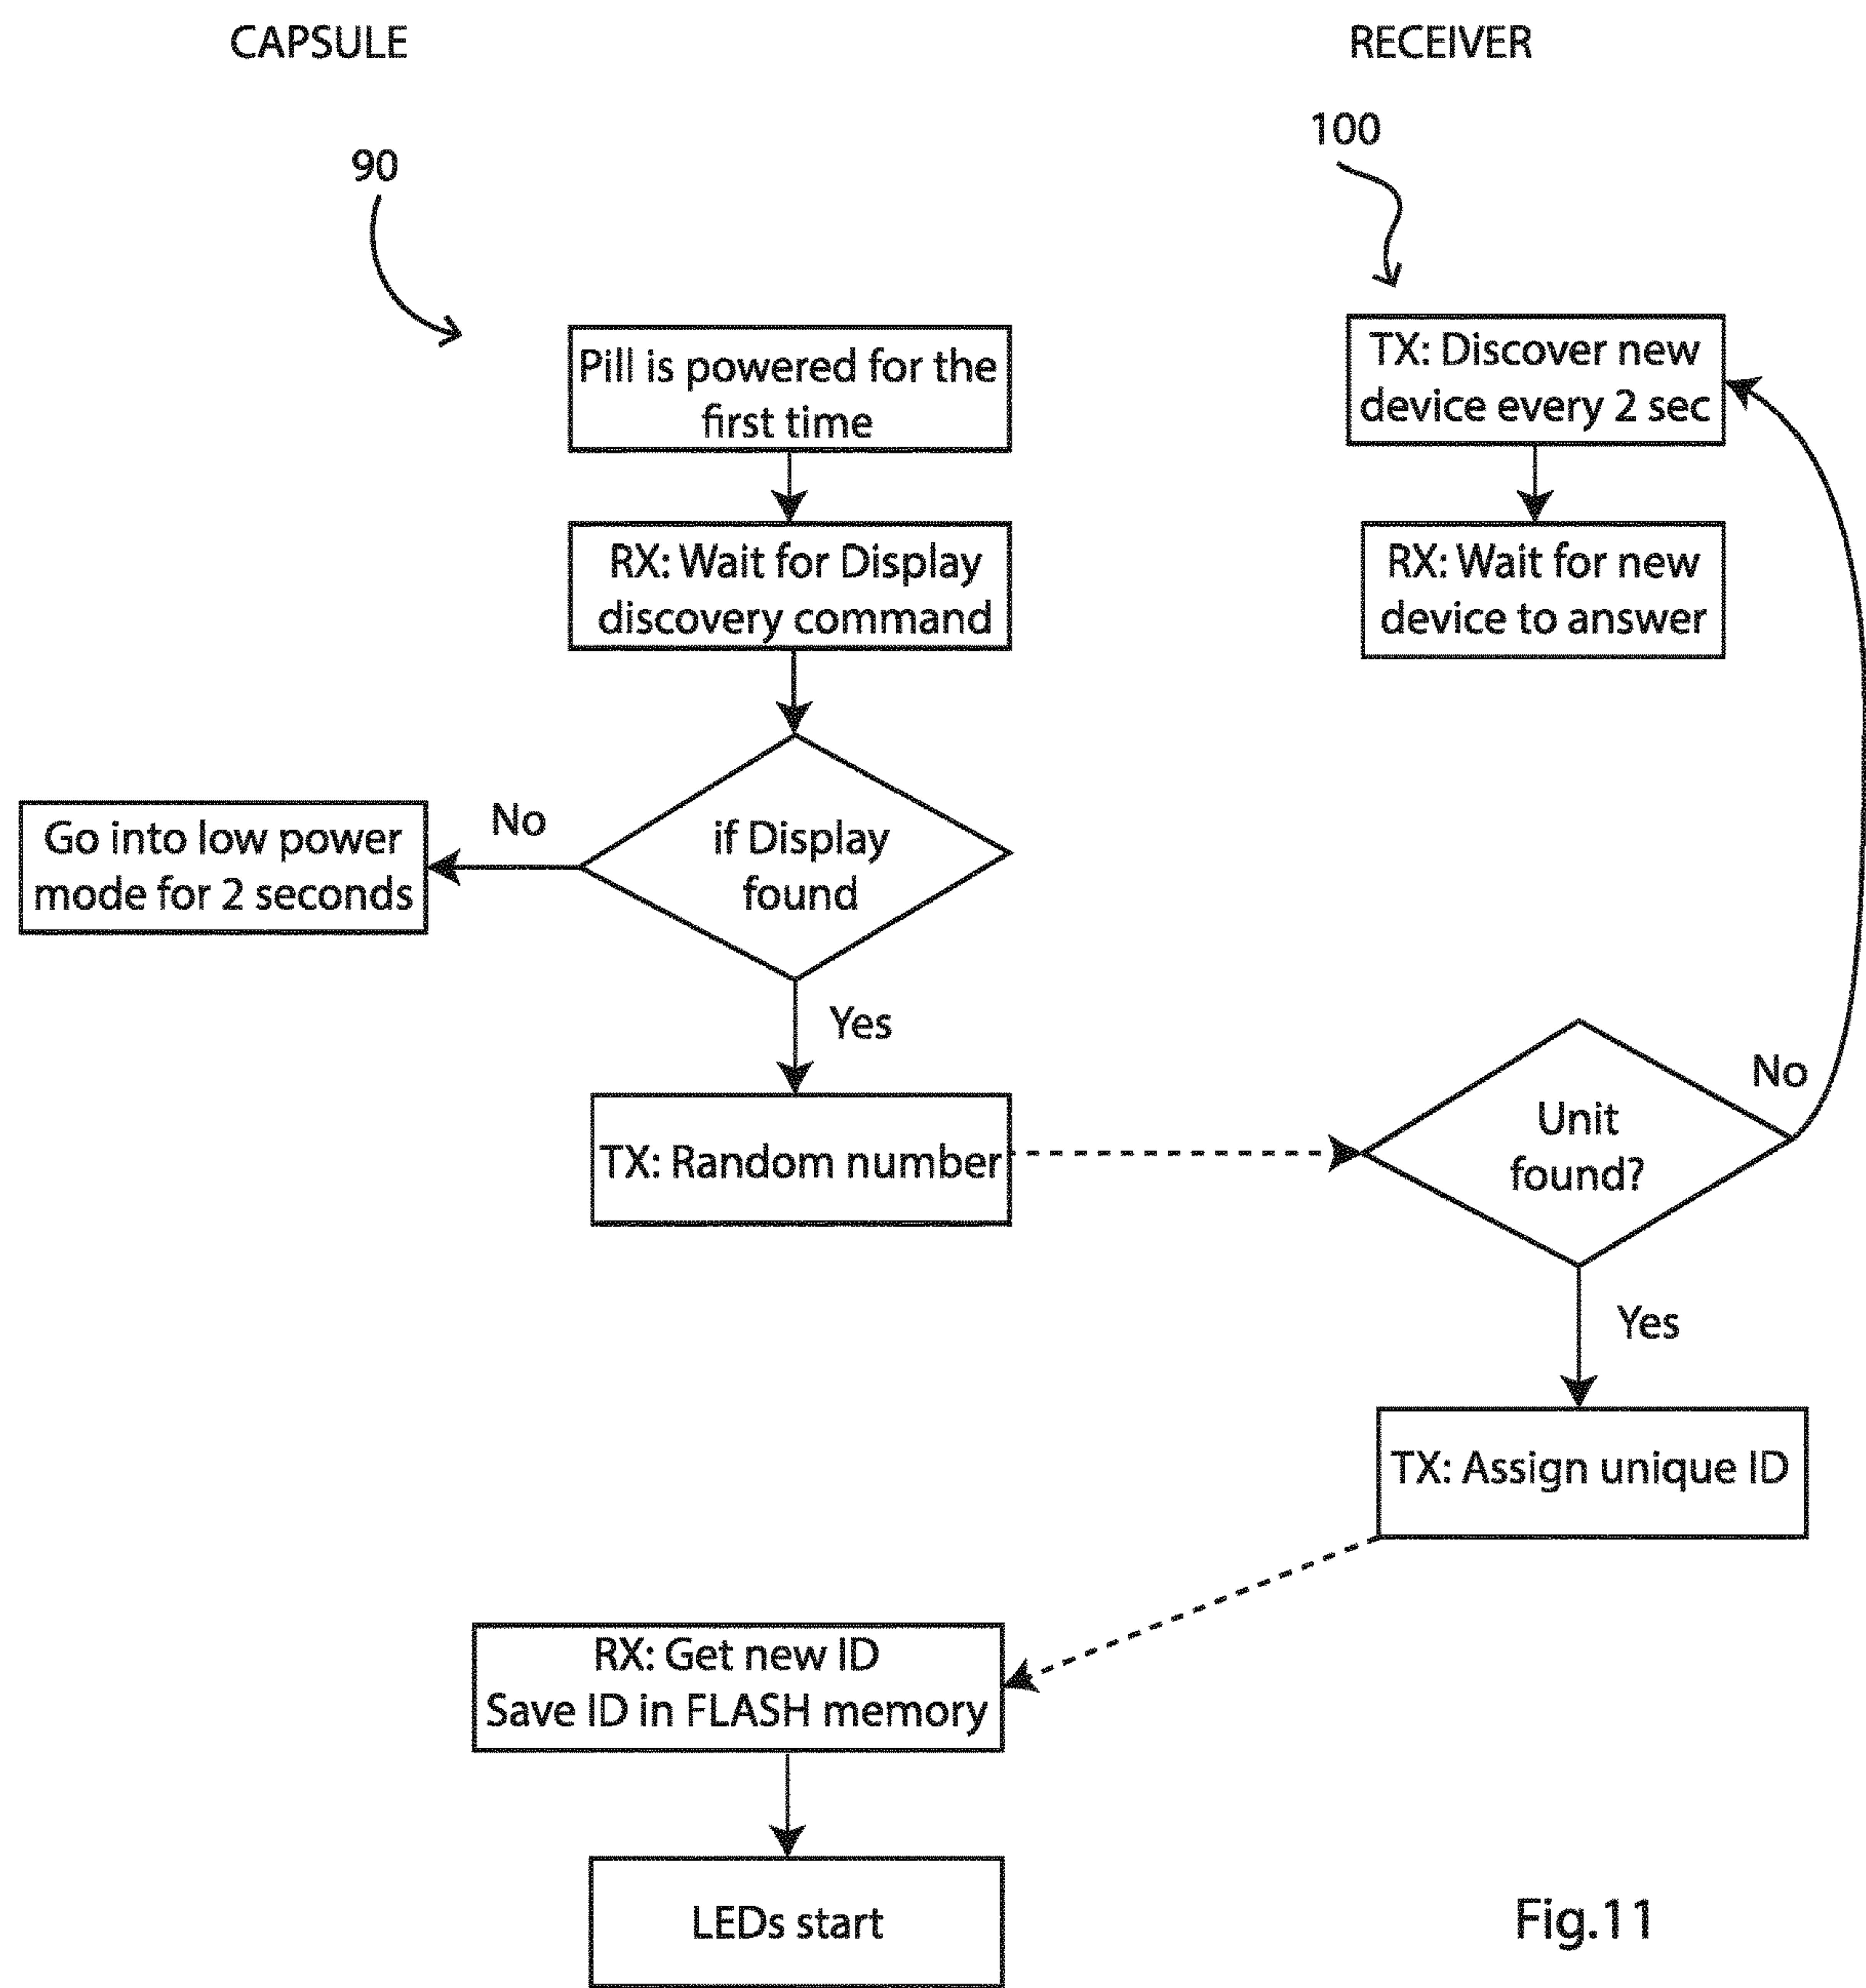 CAPSULE
RECEIVER
90
100
Pill is powered for the
first time
TX: Discover new
device every 2 sec
RX: Wait for Display
discovery command
RX: Wait for new
device to answer
Go into low power
mode for 2 seconds
No
if Display
found
Yes
TX: Random number
Unit
found?
No
Yes
TX: Assign unique ID
RX: Get new ID
Save ID in FLASH memory
LEDs start
Fig.11